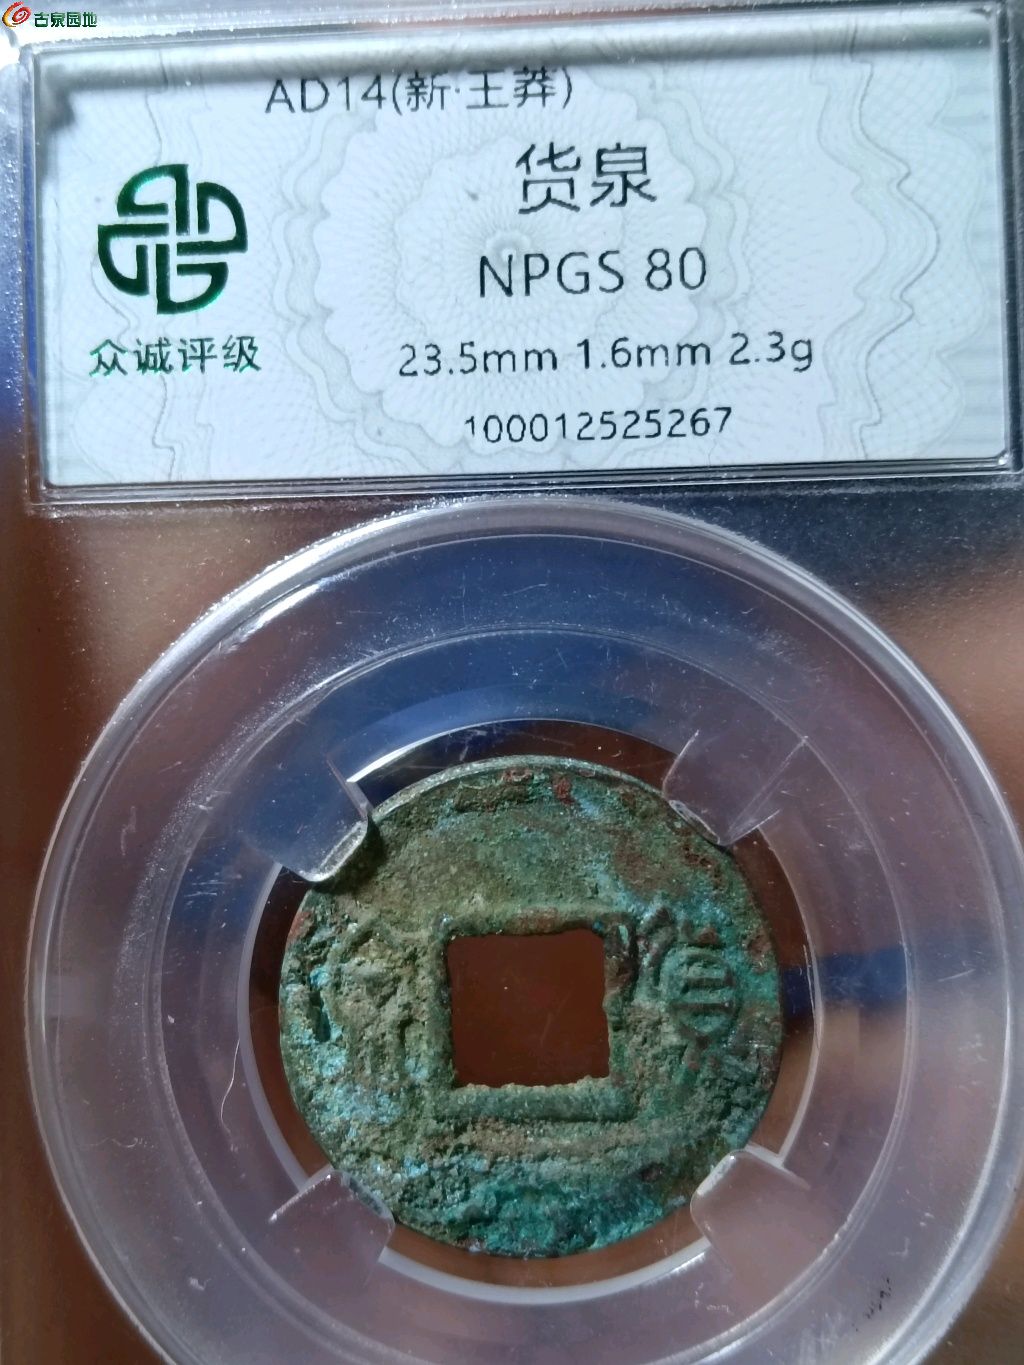 古泉园地
AD14(新·王莽)
货泉
NPGS 80
众诚评级
23.5mm 1.6mm 2.3g
100012525267